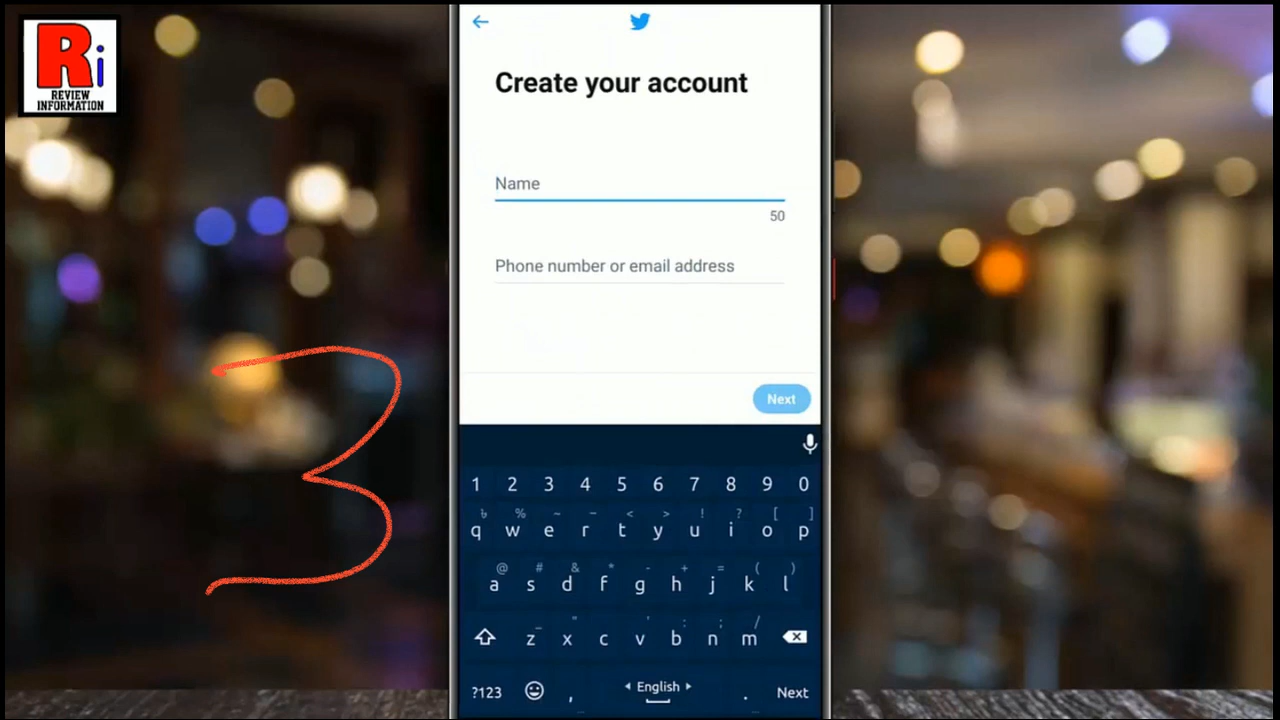 Ri
REVIEW
INFORMATION
Create your account
Name
50
Phone number or email address
Next
3
1 2 3 4 5 6 7 8 9 0
৳ % ~ ~ < > ! ? [ ]
q w e r t y u i o p
@ # & * - + = ( )
a s d f g h j k l
_ " ' : ; /
z x c v b n m
?123 , English . Next